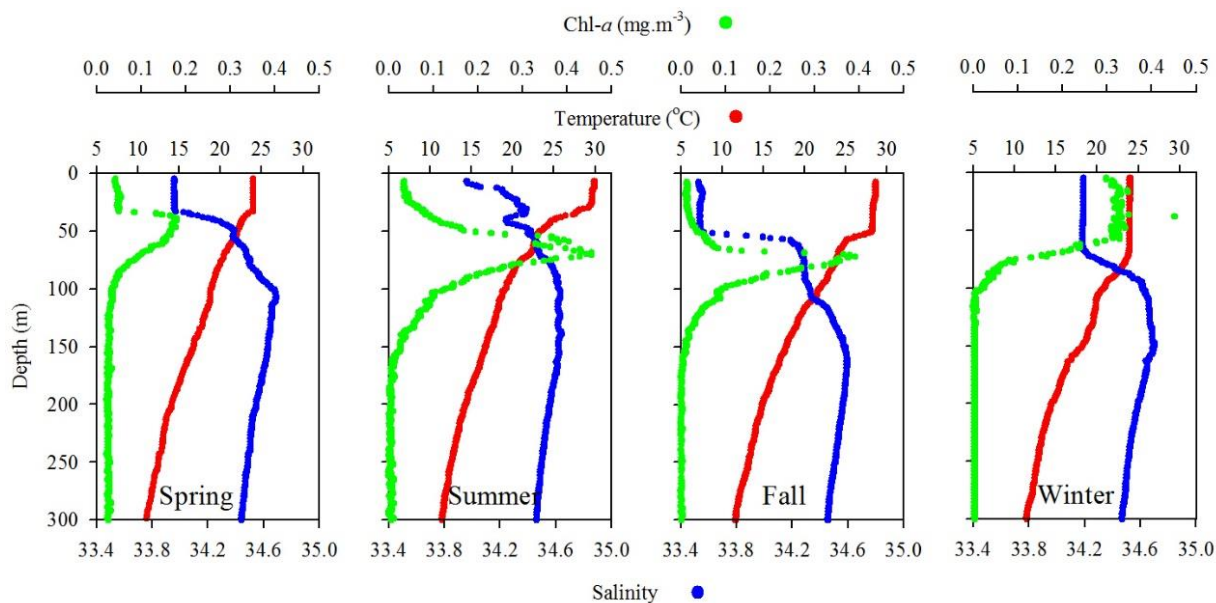 Chl-a (mg.m-3)
0.0 0.1 0.2 0.3 0.4 0.5 0.0 0.1 0.2 0.3 0.4 0.5 0.0 0.1 0.2 0.3 0.4 0.5 0.0 0.1 0.2 0.3 0.4 0.5
Temperature (oC)
5 10 15 20 25 30 5 10 15 20 25 30 5 10 15 20 25 30 5 10 15 20 25 30
0
50
100
150
200
250
300
Depth (m)
Spring Summer Fall Winter
33.4 33.8 34.2 34.6 35.0 33.4 33.8 34.2 34.6 35.0 33.4 33.8 34.2 34.6 35.0 33.4 33.8 34.2 34.6 35.0
Salinity